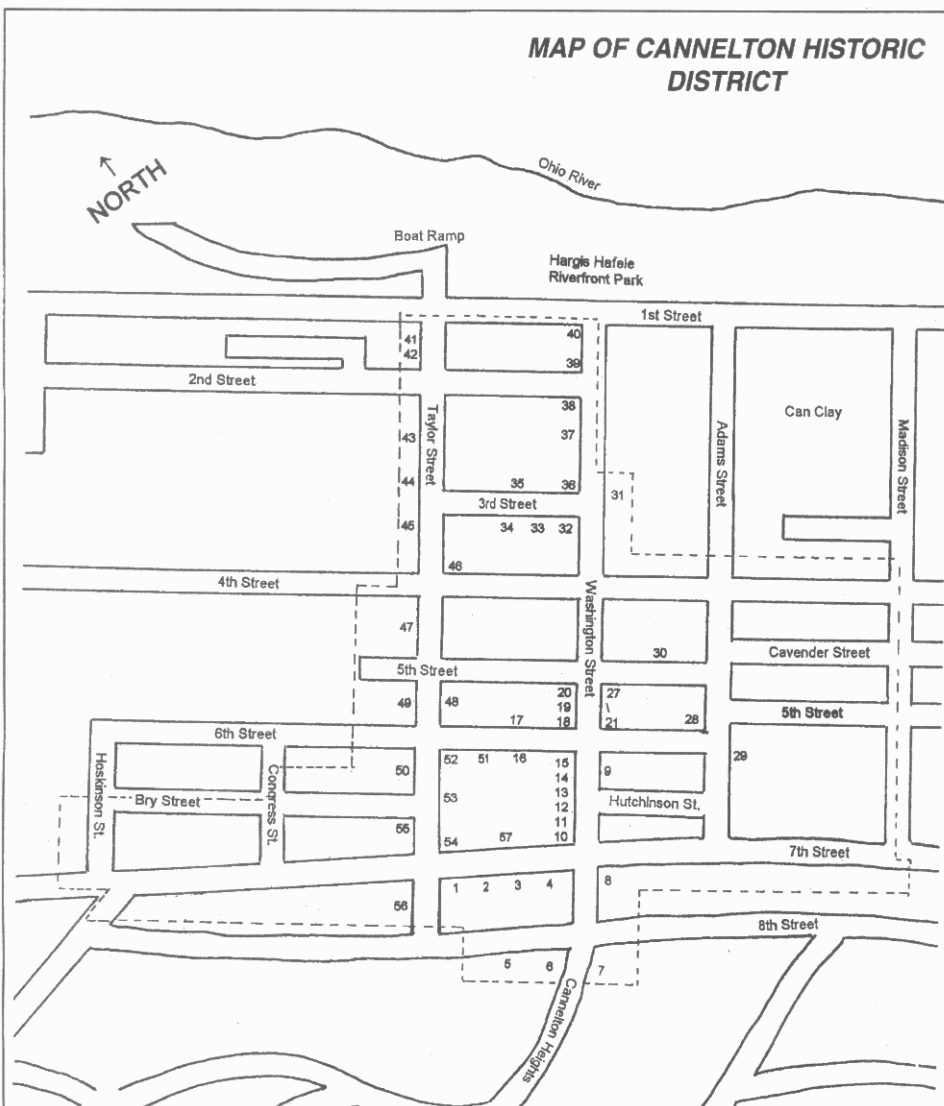 MAP OF CANNELTON HISTORIC
DISTRICT
Ohio River
NORTH
Boat Ramp
Hargis Hafele
Riverfront Park
1st Street
41
42
40
39
2nd Street
Taylor Street
38
37
Can Clay
Adams Street
Madison Street
43
44
45
35
36
31
3rd Street
34 33 32
46
4th Street
Washington Street
47
30
Cavender Street
5th Street
49
48
17
20
19
18
27
21
28
5th Street
6th Street
Hoskinson St.
Congress St.
50
52 51 16
53
54
57
15
14
13
12
11
10
9
29
Bry Street
Hutchinson St.
55
7th Street
56
1 2 3 4
8
8th Street
5 6
7
Cannelton Heights